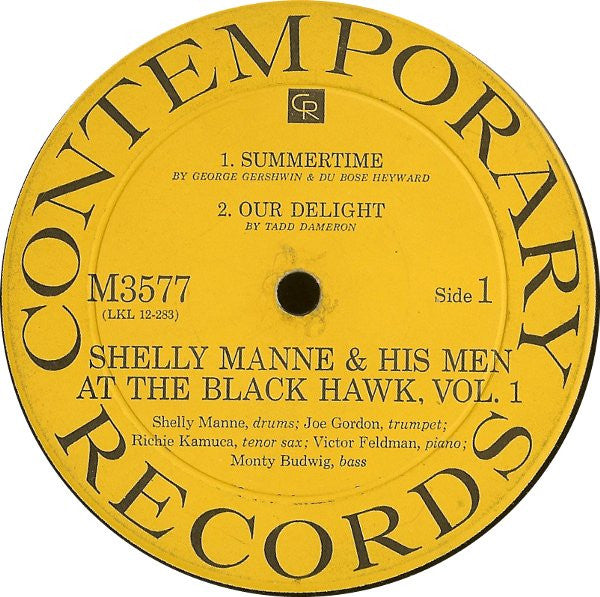 CONTEMPORARY
CR
1. SUMMERTIME
BY GEORGE GERSHWIN & DU BOSE HEYWARD
2. OUR DELIGHT
BY TADD DAMERON
M3577
(LKL 12-283)
Side 1
SHELLY MANNE & HIS MEN
AT THE BLACK HAWK, VOL. 1
Shelly Manne, drums; Joe Gordon, trumpet;
Richie Kamuca, tenor sax; Victor Feldman, piano;
Monty Budwig, bass
RECORDS